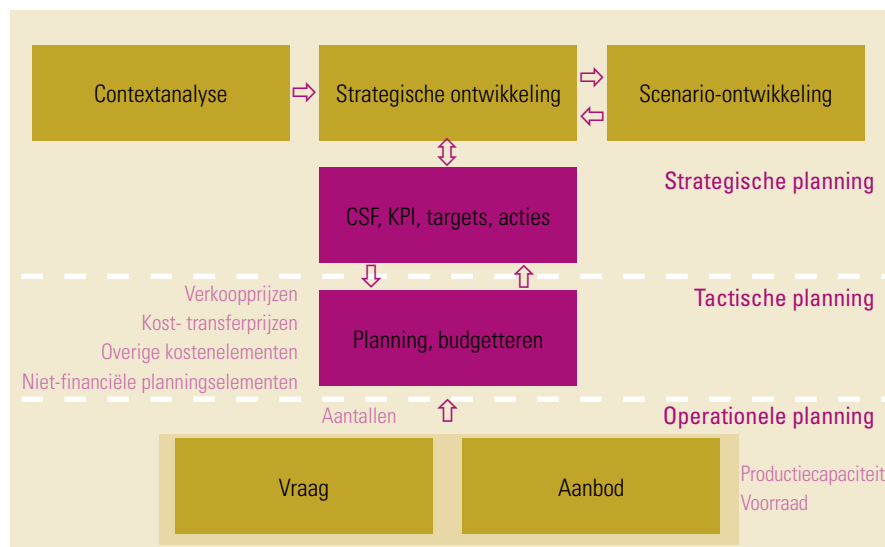 Contextanalyse
Strategische ontwikkeling
Scenario-ontwikkeling
Strategische planning
CSF, KPI, targets, acties
Verkoopprijzen
Kost- transferprijzen
Overige kostenelementen
Niet-financiële planningselementen
Tactische planning
Planning, budgetteren
Aantallen
Operationele planning
Vraag
Aanbod
Productiecapaciteit
Voorraad